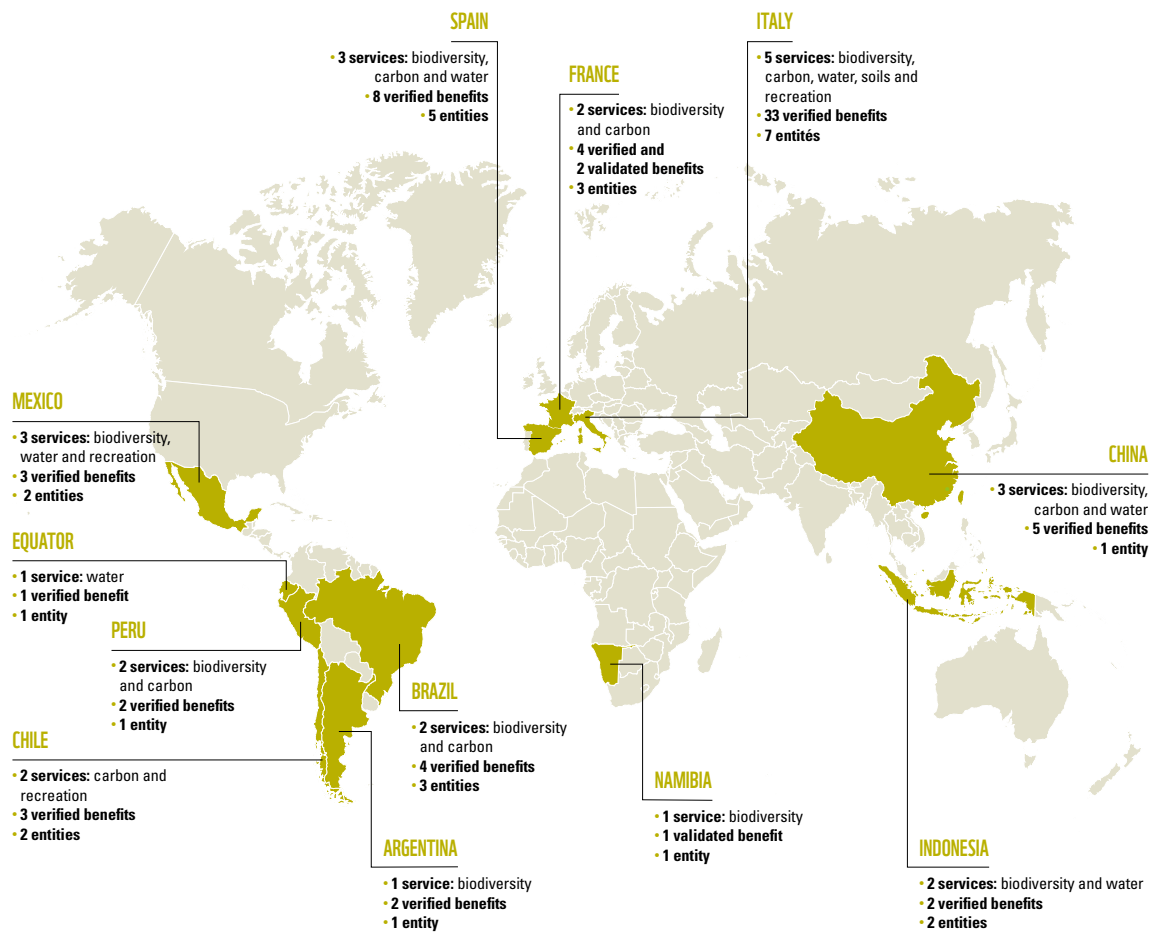 SPAIN
• 3 services: biodiversity,
carbon and water
• 8 verified benefits
• 5 entities
FRANCE
• 2 services: biodiversity
and carbon
• 4 verified and
2 validated benefits
• 3 entities
ITALY
• 5 services: biodiversity,
carbon, water, soils and
recreation
• 33 verified benefits
• 7 entités
MEXICO
• 3 services: biodiversity,
water and recreation
• 3 verified benefits
• 2 entities
EQUATOR
• 1 service: water
• 1 verified benefit
• 1 entity
PERU
• 2 services: biodiversity
and carbon
• 2 verified benefits
• 1 entity
CHILE
• 2 services: carbon and
recreation
• 3 verified benefits
• 2 entities
BRAZIL
• 2 services: biodiversity
and carbon
• 4 verified benefits
• 3 entities
ARGENTINA
• 1 service: biodiversity
• 2 verified benefits
• 1 entity
NAMIBIA
• 1 service: biodiversity
• 1 validated benefit
• 1 entity
CHINA
• 3 services: biodiversity,
carbon and water
• 5 verified benefits
• 1 entity
INDONESIA
• 2 services: biodiversity and water
• 2 verified benefits
• 2 entities